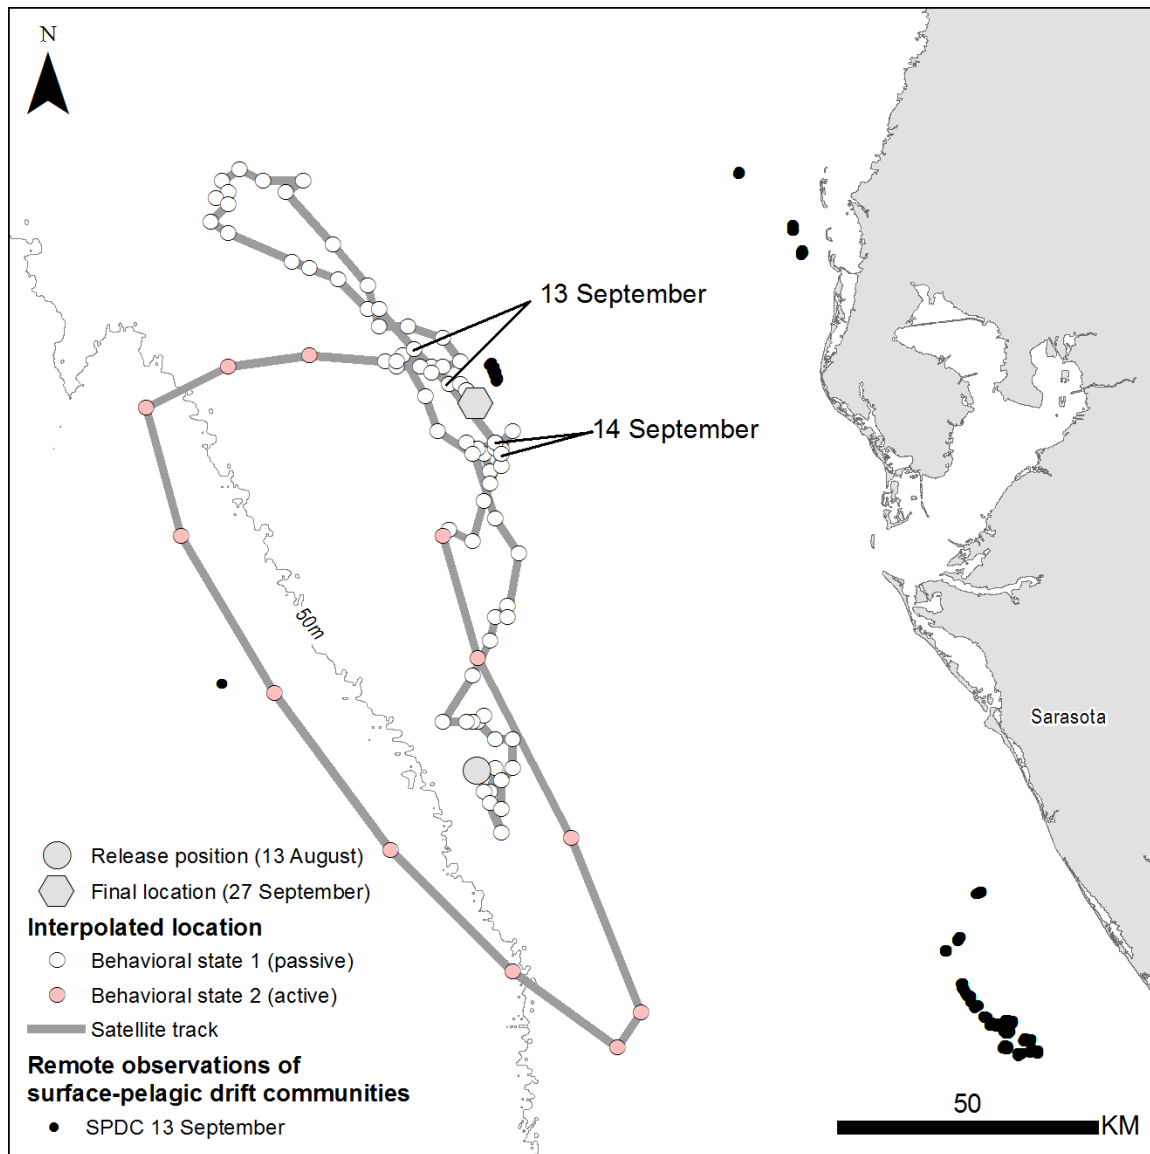 N
13 September
14 September
50m
Sarasota
Release position (13 August)
Final location (27 September)
Interpolated location
Behavioral state 1 (passive)
Behavioral state 2 (active)
Satellite track
Remote observations of
surface-pelagic drift communities
SPDC 13 September
50
KM